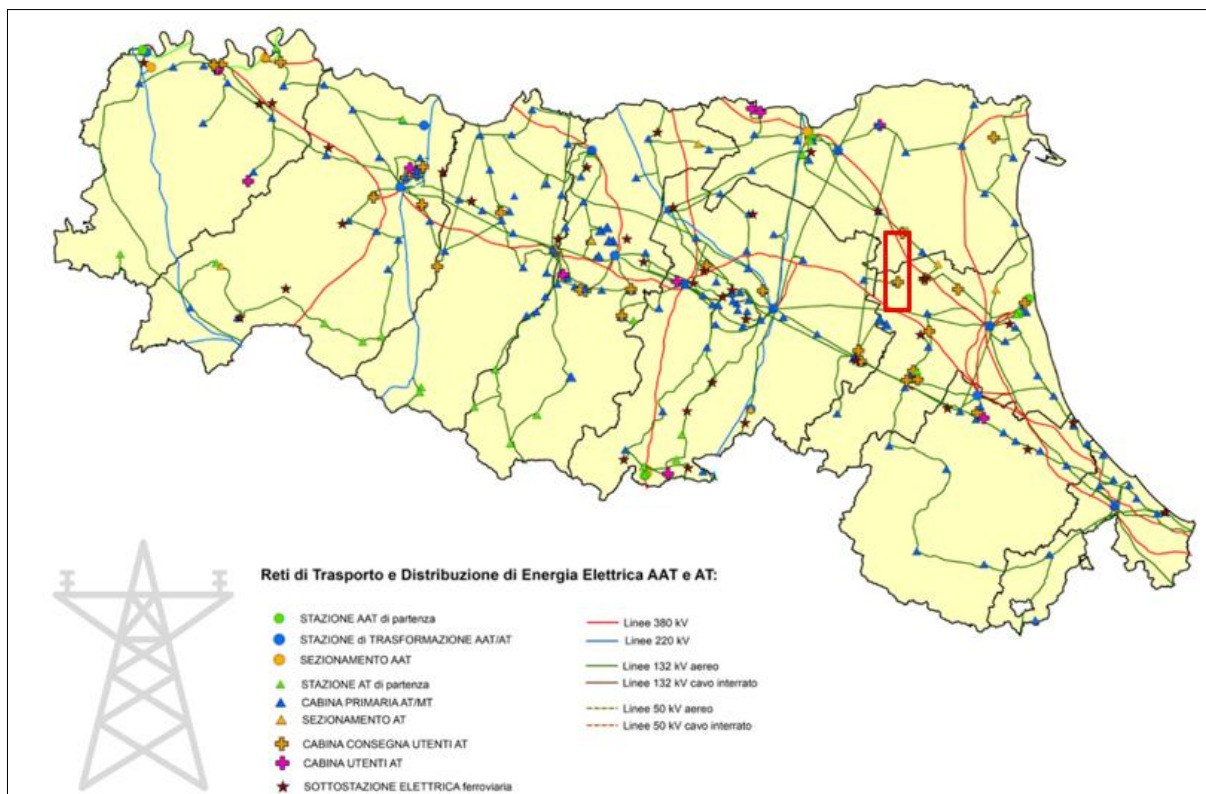 Reti di Trasporto e Distribuzione di Energia Elettrica AAT e AT:
STAZIONE AAT di partenza
STAZIONE di TRASFORMAZIONE AAT/AT
SEZIONAMENTO AAT
STAZIONE AT di partenza
CABINA PRIMARIA AT/MT
SEZIONAMENTO AT
CABINA CONSEGNA UTENTI AT
CABINA UTENTI AT
SOTTOSTAZIONE ELETTRICA ferroviaria
Linee 380 kV
Linee 220 kV
Linee 132 kV aereo
Linee 132 kV cavo interrato
Linee 50 kV aereo
Linee 50 kV cavo interrato